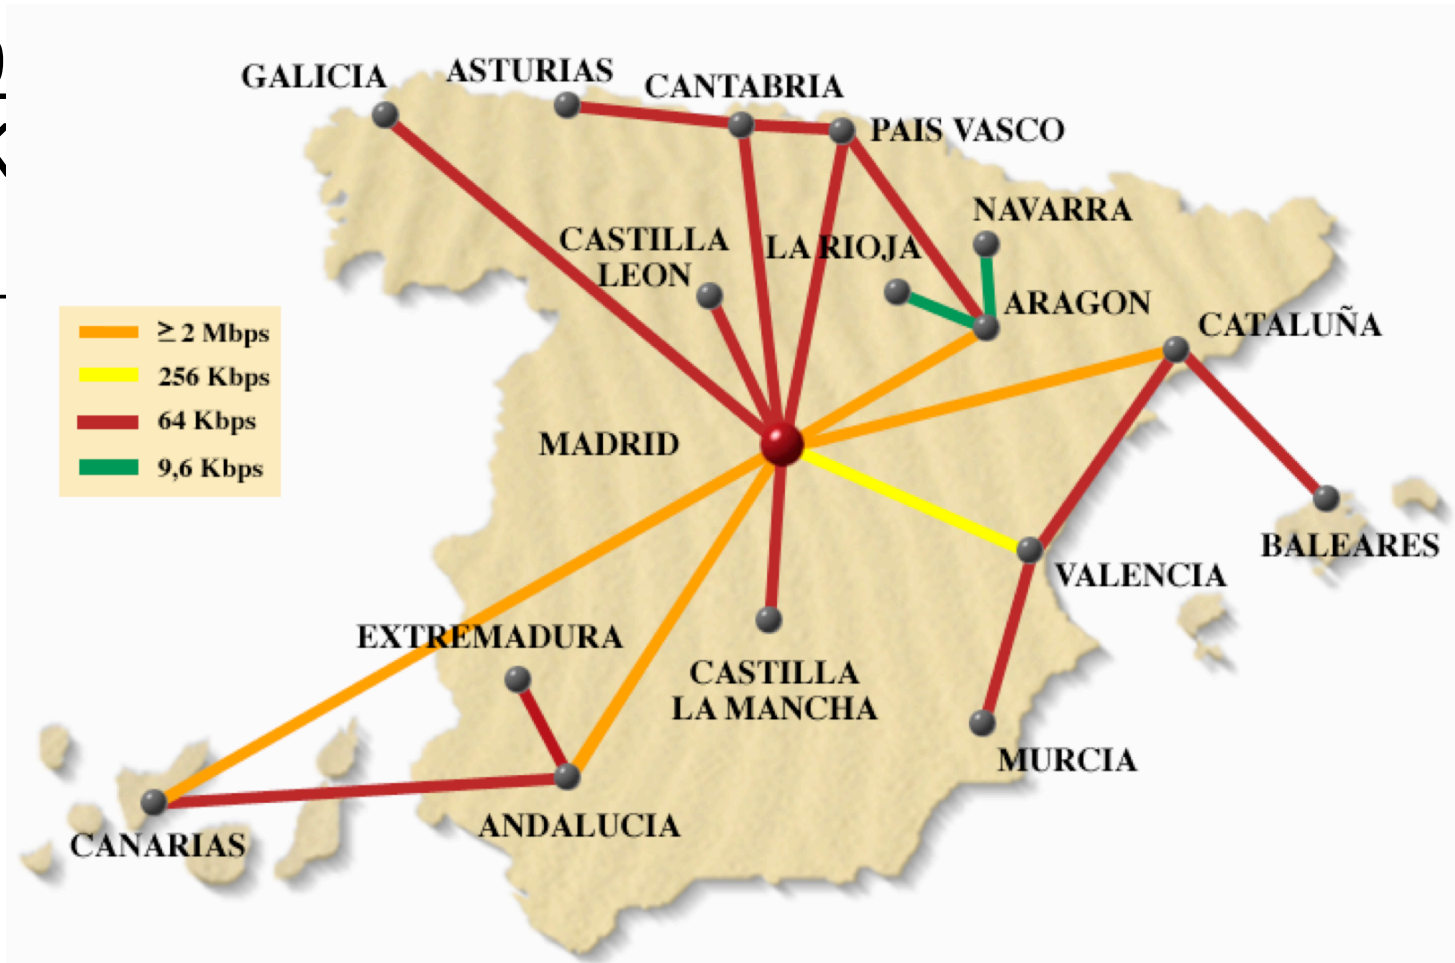 GALICIA
ASTURIAS
CANTABRIA
PAIS VASCO
NAVARRA
CASTILLA
LEON
LA RIOJA
ARAGON
CATALUÑA
≥ 2 Mbps
256 Kbps
64 Kbps
9,6 Kbps
MADRID
BALEARES
VALENCIA
EXTREMADURA
CASTILLA
LA MANCHA
MURCIA
ANDALUCIA
CANARIAS